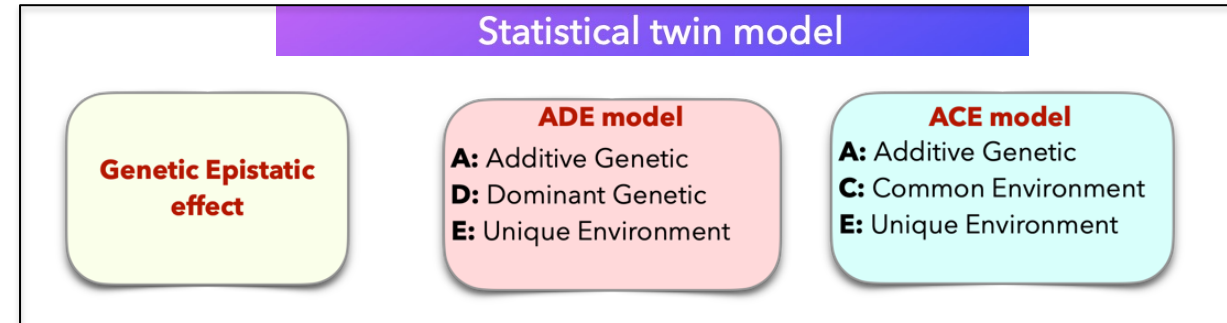 Statistical twin model
Genetic Epistatic
effect
ADE model
A: Additive Genetic
D: Dominant Genetic
E: Unique Environment
ACE model
A: Additive Genetic
C: Common Environment
E: Unique Environment